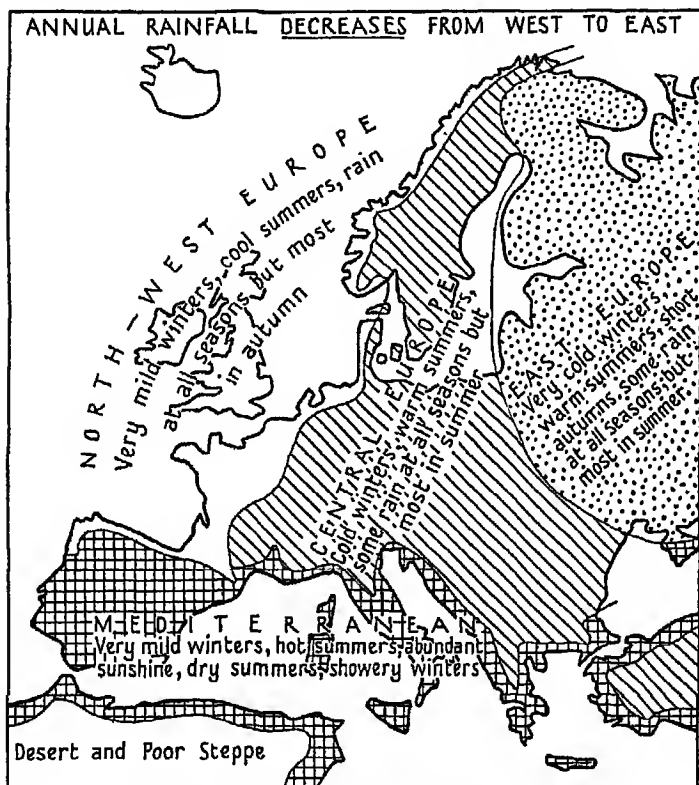 ANNUAL RAINFALL DECREASES FROM WEST TO EAST
NORTH-WEST EUROPE
Very mild winters, cool summers, rain
at all seasons but most
in autumn
CENTRAL EUROPE
Cold winters, warm summers,
some rain at all seasons but
most in summer
EAST EUROPE
Very cold winters
warm summers, short
autumns, some rain
at all seasons but
most in summer.
MEDITERRANEAN
Very mild winters, hot summers, abundant
sunshine, dry summers, showery winters
Desert and Poor Steppe